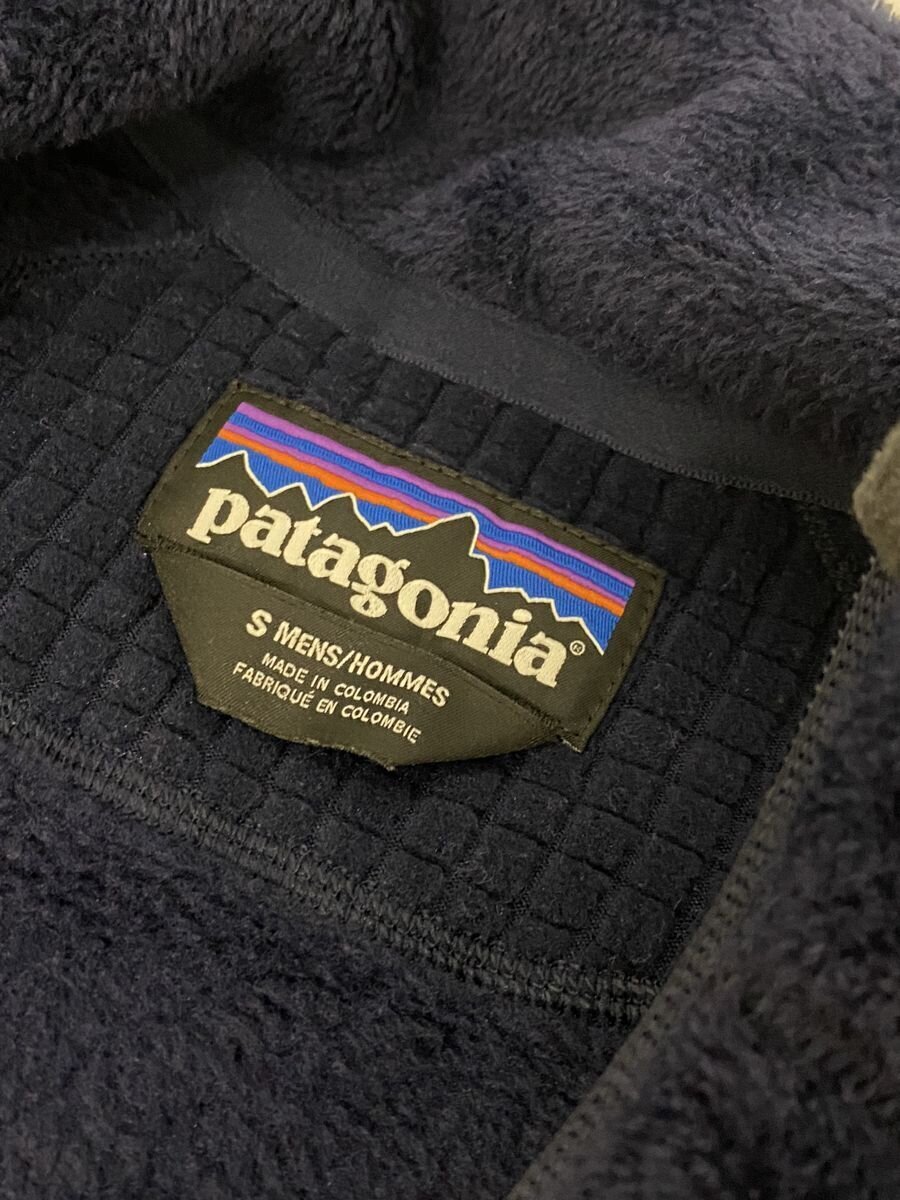 patagonia®
S MENS/HOMMES
MADE IN COLOMBIA
FABRIQUÉ EN COLOMBIE